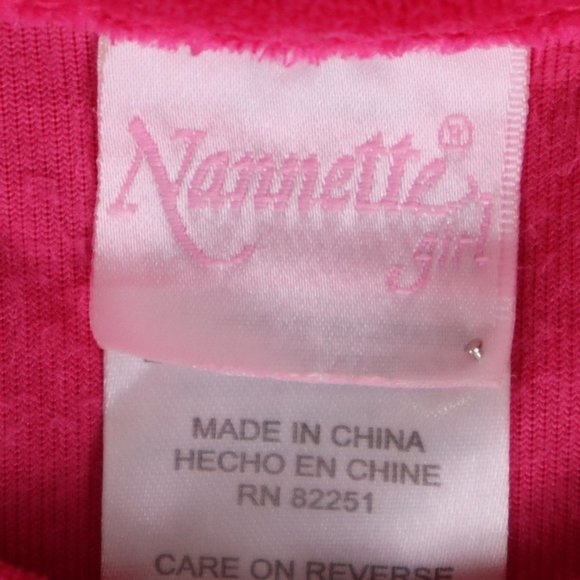 Nannette®
girl
MADE IN CHINA
HECHO EN CHINE
RN 82251
CARE ON REVERSE